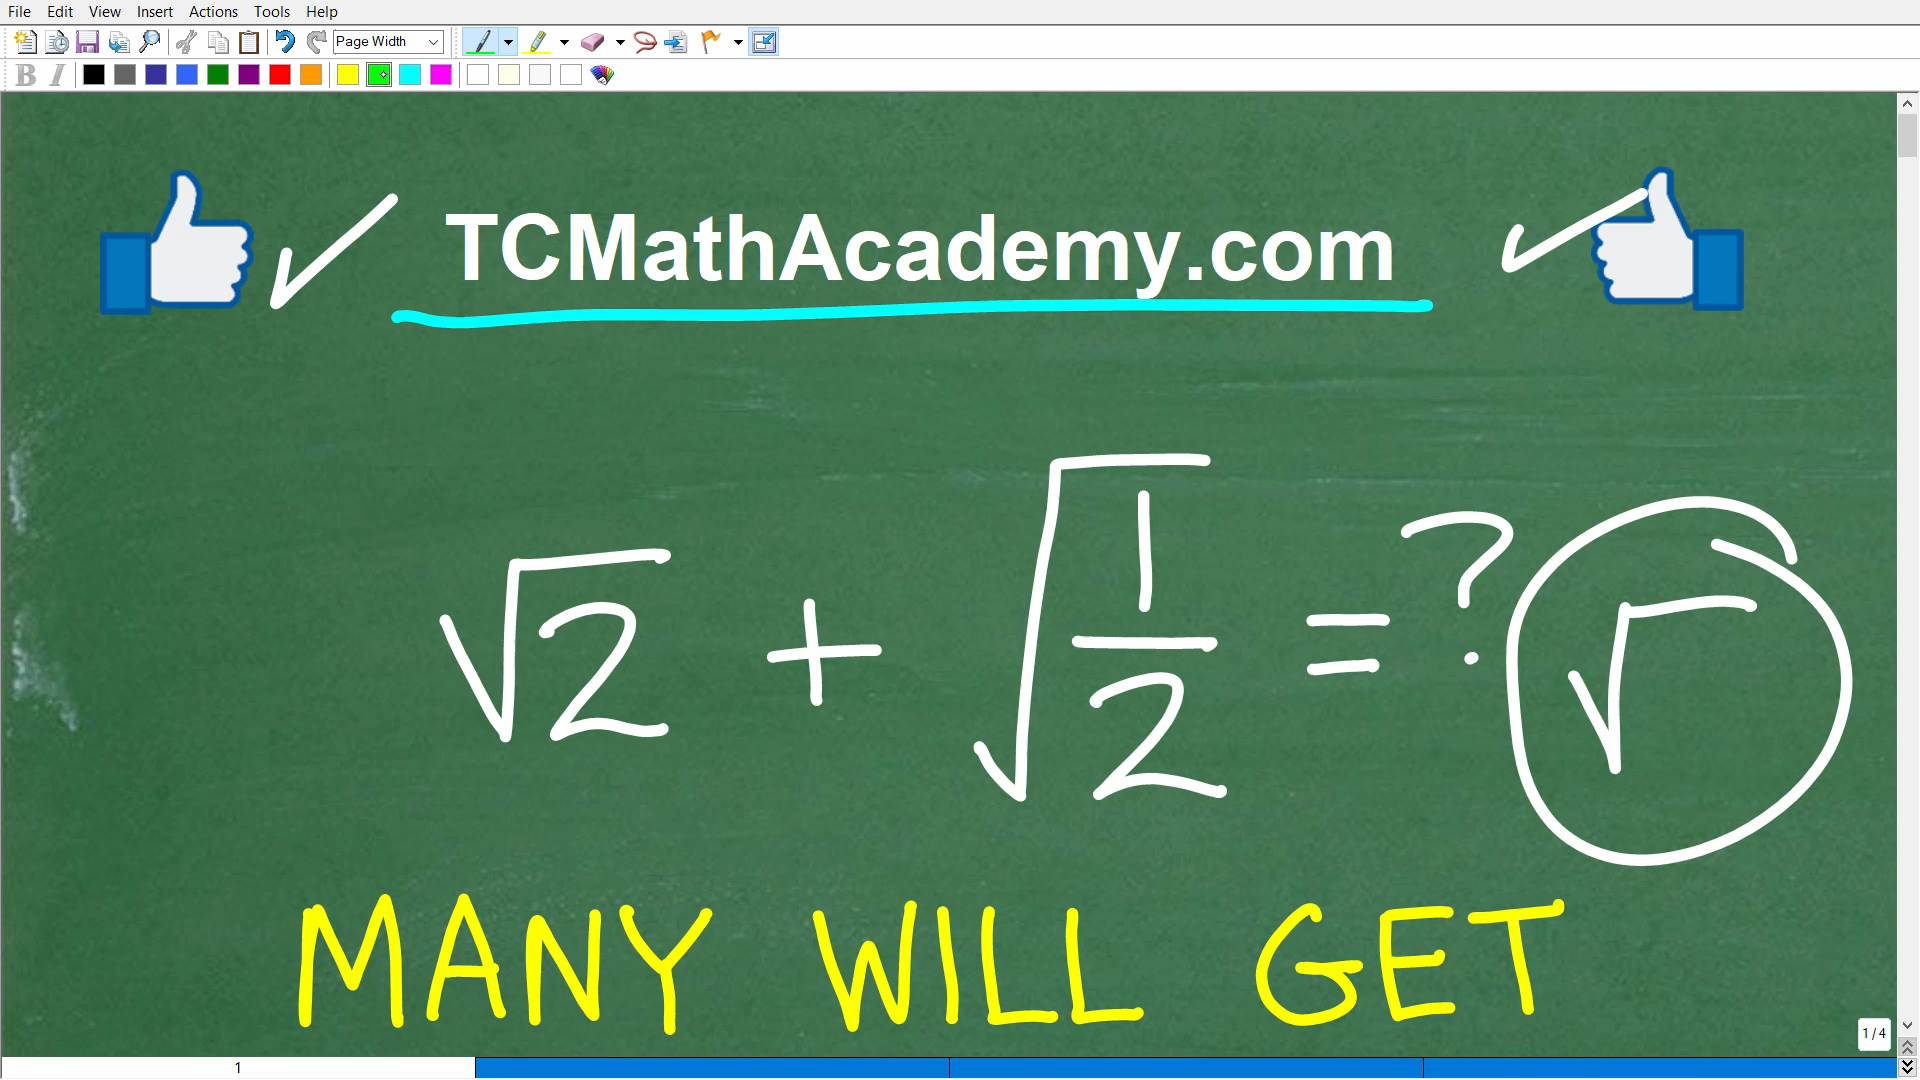 File Edit View Insert Actions Tools Help
Page Width
B I
TCMathAcademy.com
√2 + √(1/2) = ? √
MANY WILL GET
1 / 4
1